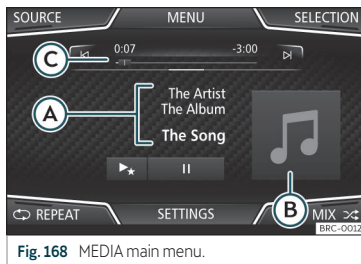 SOURCE MENU SELECTION
0:07 -3:00
C
The Artist
A
The Album
The Song
B
REPEAT SETTINGS MIX
BRC-0012
Fig. 168 MEDIA main menu.